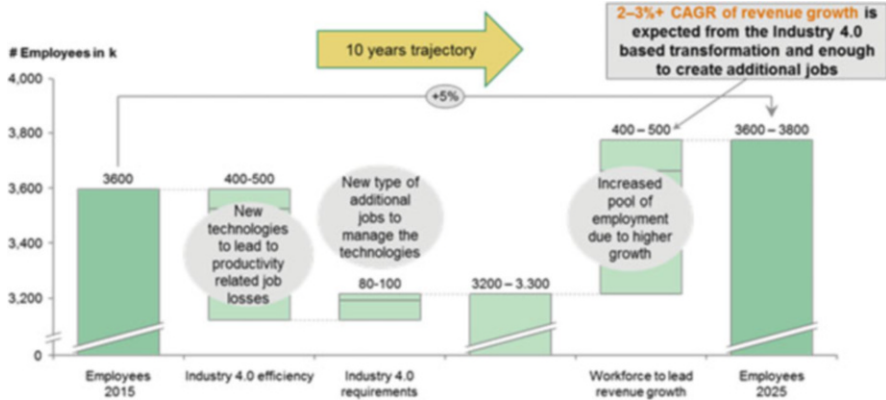 2–3%+ CAGR of revenue growth is
expected from the Industry 4.0
based transformation and enough
to create additional jobs
10 years trajectory
# Employees in k
4,000
3,800
3,600
3,400
3,200
0
+5%
3600
400-500
New
technologies
to lead to
productivity
related job
losses
New type of
additional
jobs to
manage the
technologies
80-100
3200 – 3.300
400 – 500
Increased
pool of
employment
due to higher
growth
3600 – 3800
Employees
2015
Industry 4.0 efficiency
Industry 4.0
requirements
Workforce to lead
revenue growth
Employees
2025